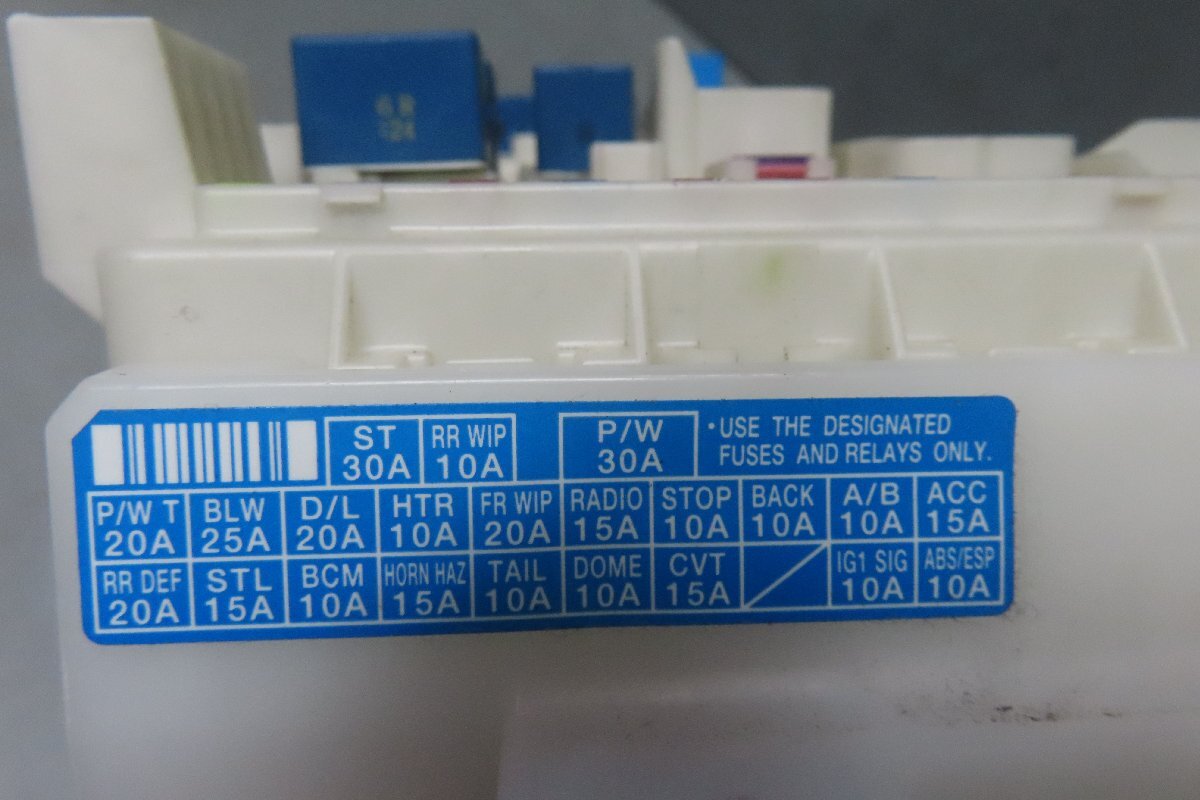 ST RR WIP P/W •USE THE DESIGNATED
30A 10A 30A FUSES AND RELAYS ONLY.
P/W T BLW D/L HTR FR WIP RADIO STOP BACK A/B ACC
20A 25A 20A 10A 20A 15A 10A 10A 10A 15A
RR DEF STL BCM HORN HAZ TAIL DOME CVT IG1 SIG ABS/ESP
20A 15A 10A 15A 10A 10A 15A 10A 10A